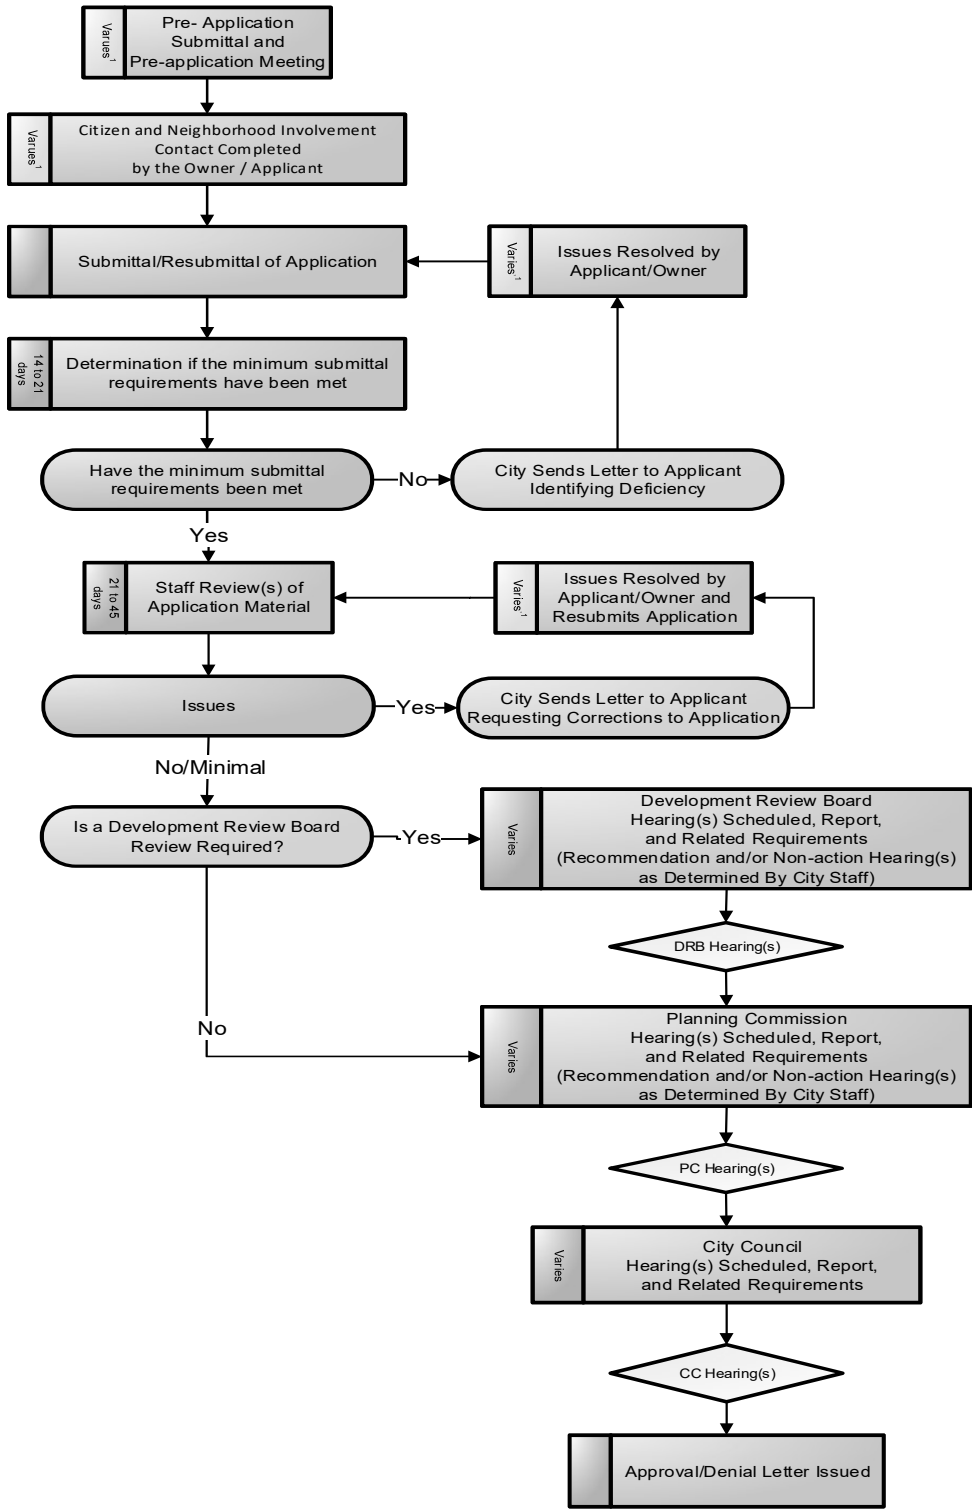 Varues.1
Pre- Application
Submittal and
Pre-application Meeting
Varues1
Citizen and Neighborhood Involvement
Contact Completed
by the Owner / Applicant
Submittal/Resubmittal of Application
Varies.1
Issues Resolved by
Applicant/Owner
14 to 21
days
Determination if the minimum submittal
requirements have been met
Have the minimum submittal
requirements been met
No
City Sends Letter to Applicant
Identifying Deficiency
Yes
21 to 45
days
Staff Review(s) of
Application Material
Varies.1
Issues Resolved by
Applicant/Owner and
Resubmits Application
Issues
Yes
City Sends Letter to Applicant
Requesting Corrections to Application
No/Minimal
Is a Development Review Board
Review Required?
Yes
Varies
Development Review Board
Hearing(s) Scheduled, Report,
and Related Requirements
(Recommendation and/or Non-action Hearing(s)
as Determined By City Staff)
DRB Hearing(s)
No
Varies
Planning Commission
Hearing(s) Scheduled, Report,
and Related Requirements
(Recommendation and/or Non-action Hearing(s)
as Determined By City Staff)
PC Hearing(s)
Varies
City Council
Hearing(s) Scheduled, Report,
and Related Requirements
CC Hearing(s)
Approval/Denial Letter Issued